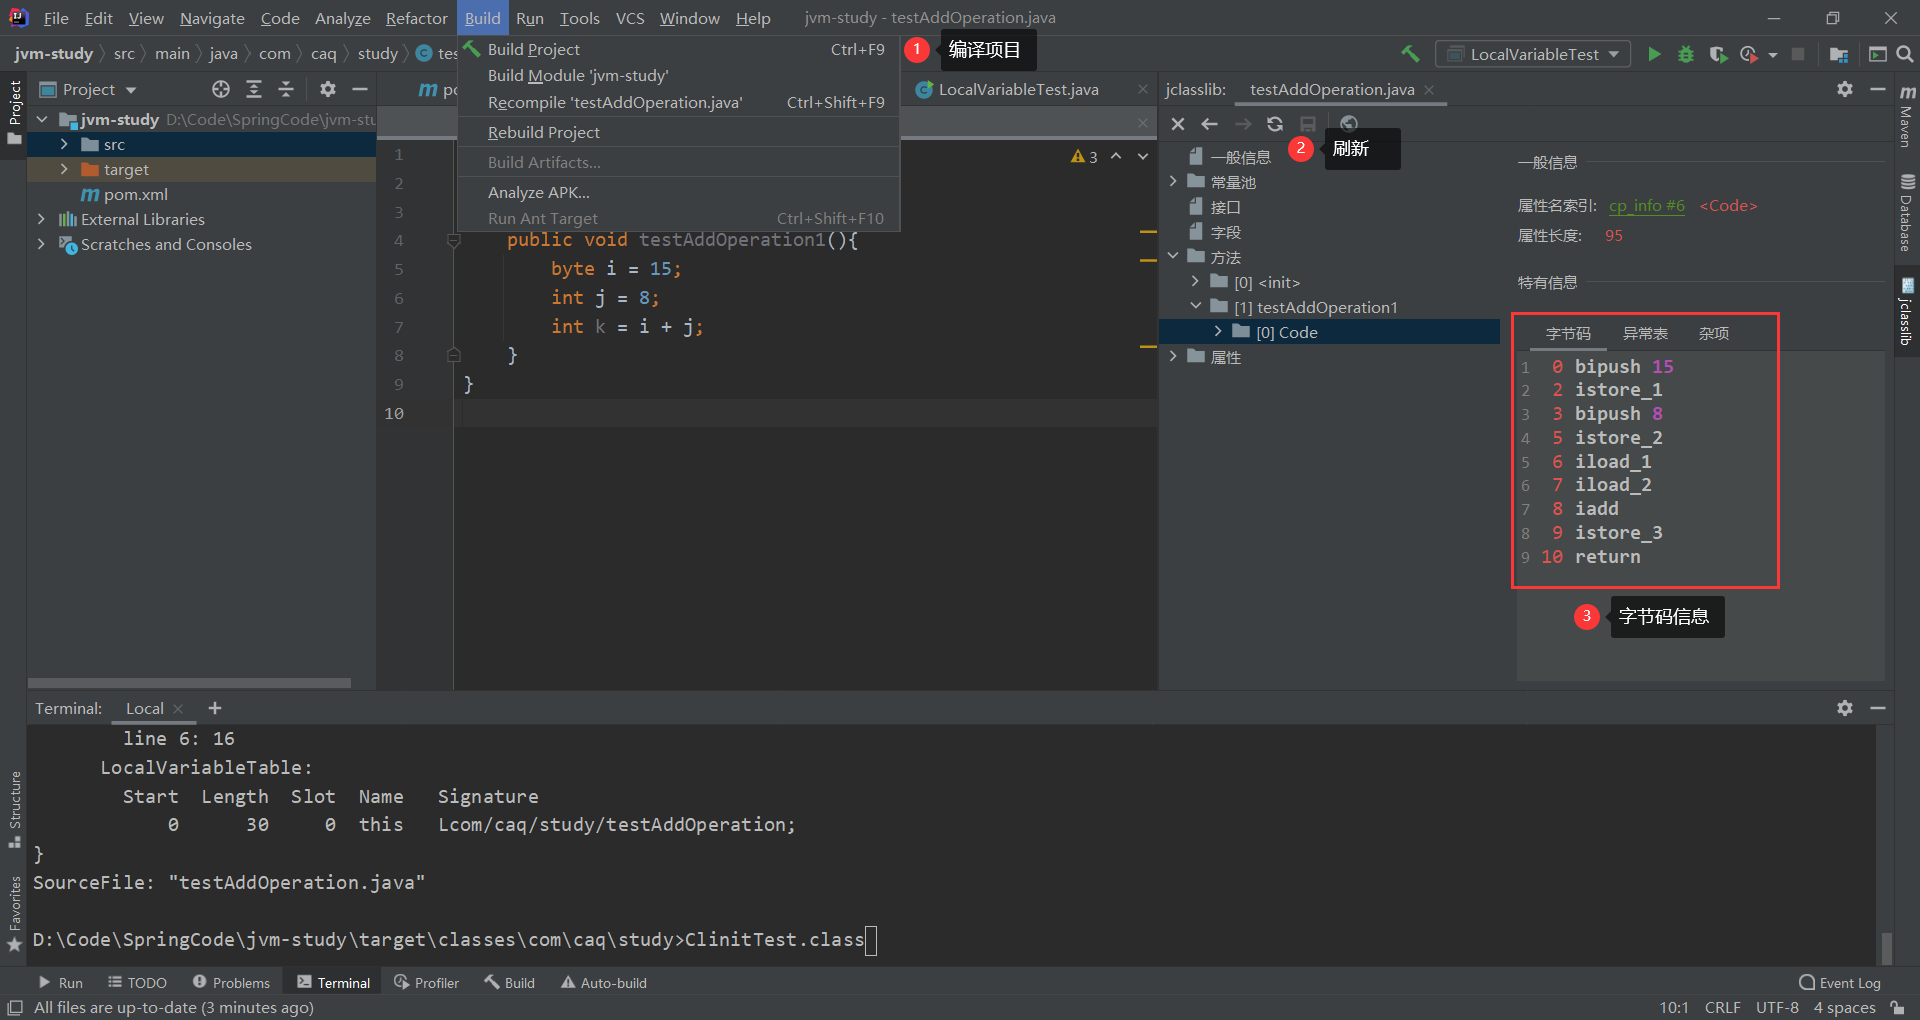 File Edit View Navigate Code Analyze Refactor Build Run Tools VCS Window Help jvm-study - testAddOperation.java
jvm-study src main java com caq study
LocalVariableTest
Build Project Ctrl+F9
Build Module 'jvm-study'
Recompile 'testAddOperation.java' Ctrl+Shift+F9
Rebuild Project
Build Artifacts...
Analyze APK...
Run Ant Target Ctrl+Shift+F10
1 编译项目
Project
jvm-study D:\Code\SpringCode\jvm-stu
src
target
pom.xml
External Libraries
Scratches and Consoles
LocalVariableTest.java
3
1
2
3
4 public void testAddOperation1(){
5 byte i = 15;
6 int j = 8;
7 int k = i + j;
8 }
9 }
10
jclasslib: testAddOperation.java
2 刷新
一般信息
常量池
接口
字段
方法
[0] <init>
[1] testAddOperation1
[0] Code
属性
一般信息
属性名索引: cp_info #6 <Code>
属性长度: 95
特有信息
字节码 异常表 杂项
1 0 bipush 15
2 2 istore_1
3 3 bipush 8
4 5 istore_2
5 6 iload_1
6 7 iload_2
7 8 iadd
8 9 istore_3
9 10 return
3 字节码信息
Project
Structure
Favorites
Maven
Database
jclasslib
Terminal: Local
line 6: 16
LocalVariableTable:
Start Length Slot Name Signature
0 30 0 this Lcom/caq/study/testAddOperation;
}
SourceFile: "testAddOperation.java"
D:\Code\SpringCode\jvm-study\target\classes\com\caq\study>ClinitTest.class
Run TODO Problems Terminal Profiler Build Auto-build Event Log
All files are up-to-date (3 minutes ago) 10:1 CRLF UTF-8 4 spaces